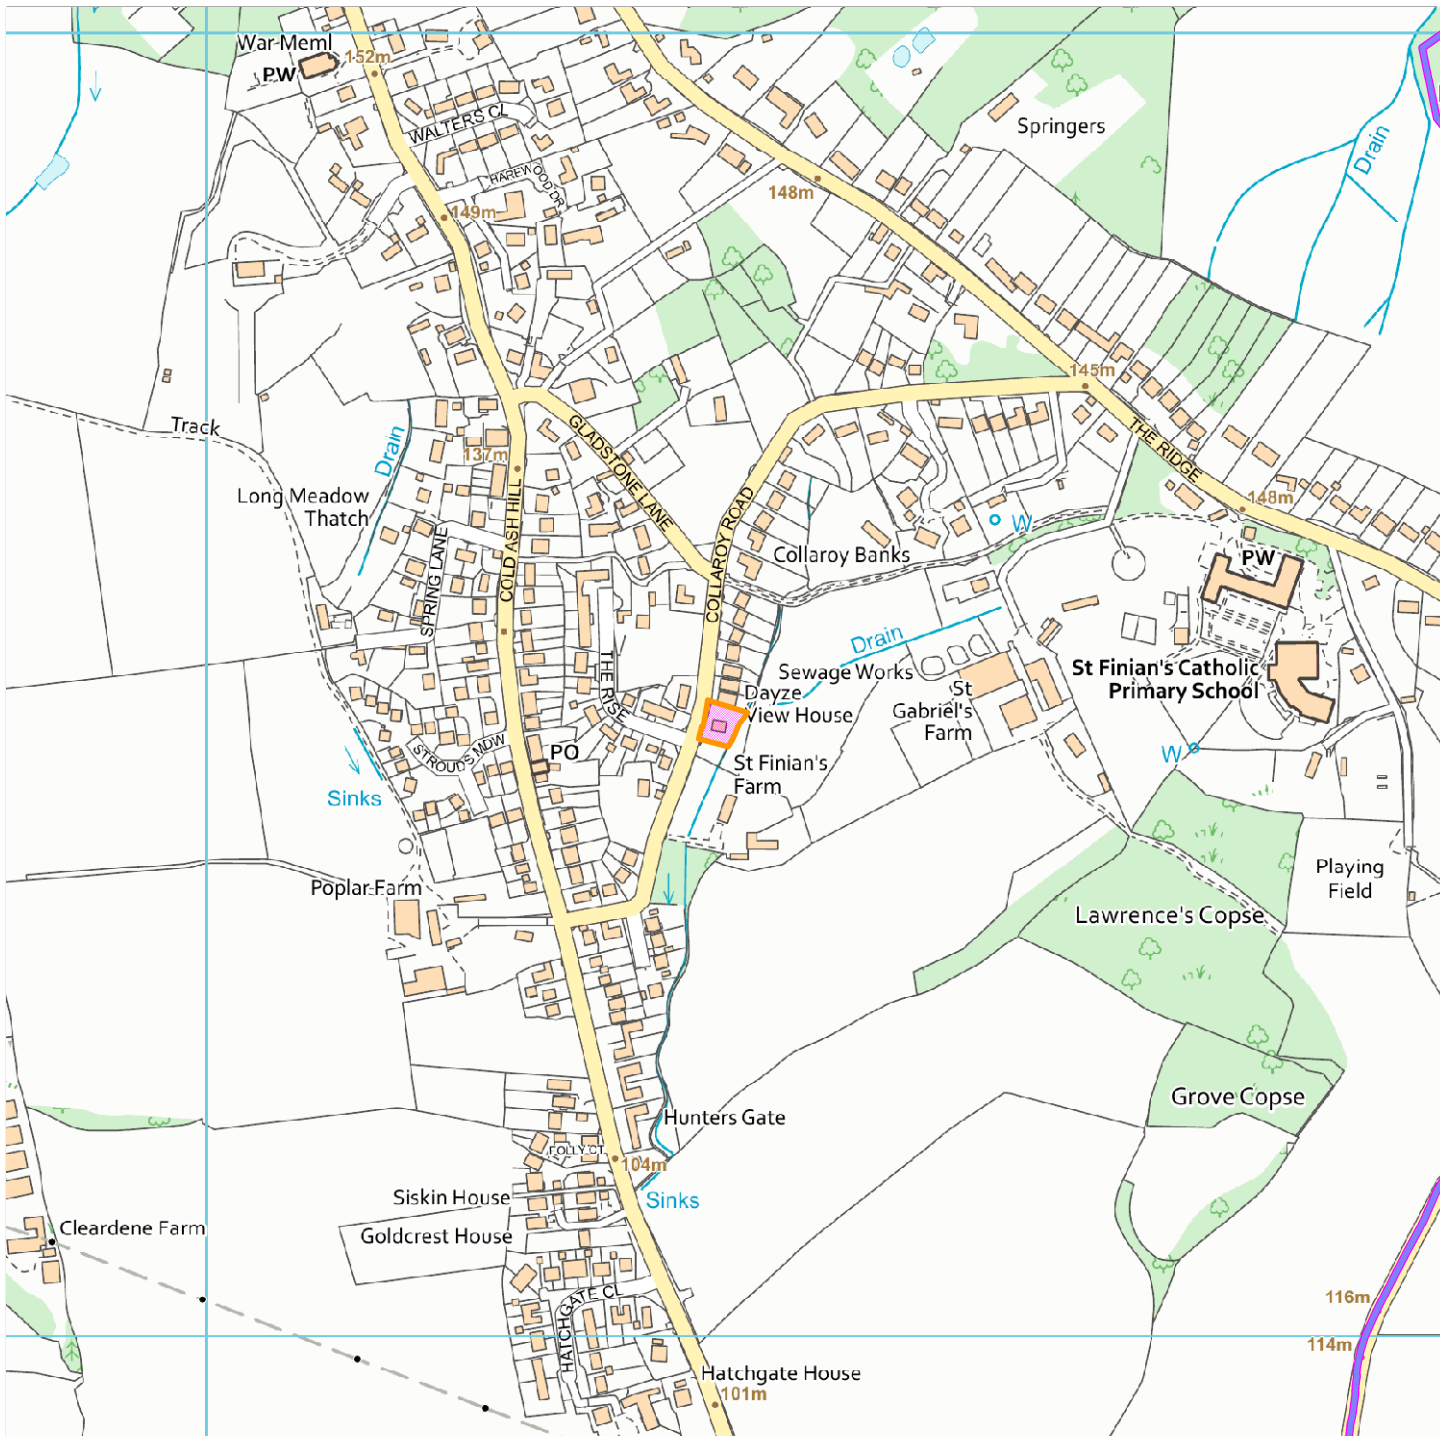 War Meml
PW
152m
WALTERS CL
HAREWOOD DR
149m
148m
Springers
Drain
145m
Track
Drain
137m
GLADSTONE LANE
THE RIDGE
Long Meadow
Thatch
148m
COLD ASH HILL
COLLAROY ROAD
W
SPRING LANE
Collaroy Banks
PW
Drain
THE RISE
Sewage Works
St
Gabriel's
Farm
St Finian's Catholic
Primary School
Dayze
View House
STROUDS MDW
PO
W
St Finian's
Farm
Sinks
Poplar Farm
Playing
Field
Lawrence's Copse
Grove Copse
Hunters Gate
FOLLY CT
104m
Siskin House
Sinks
Cleardene Farm
Goldcrest House
HATCHGATE CL
116m
114m
Hatchgate House
101m